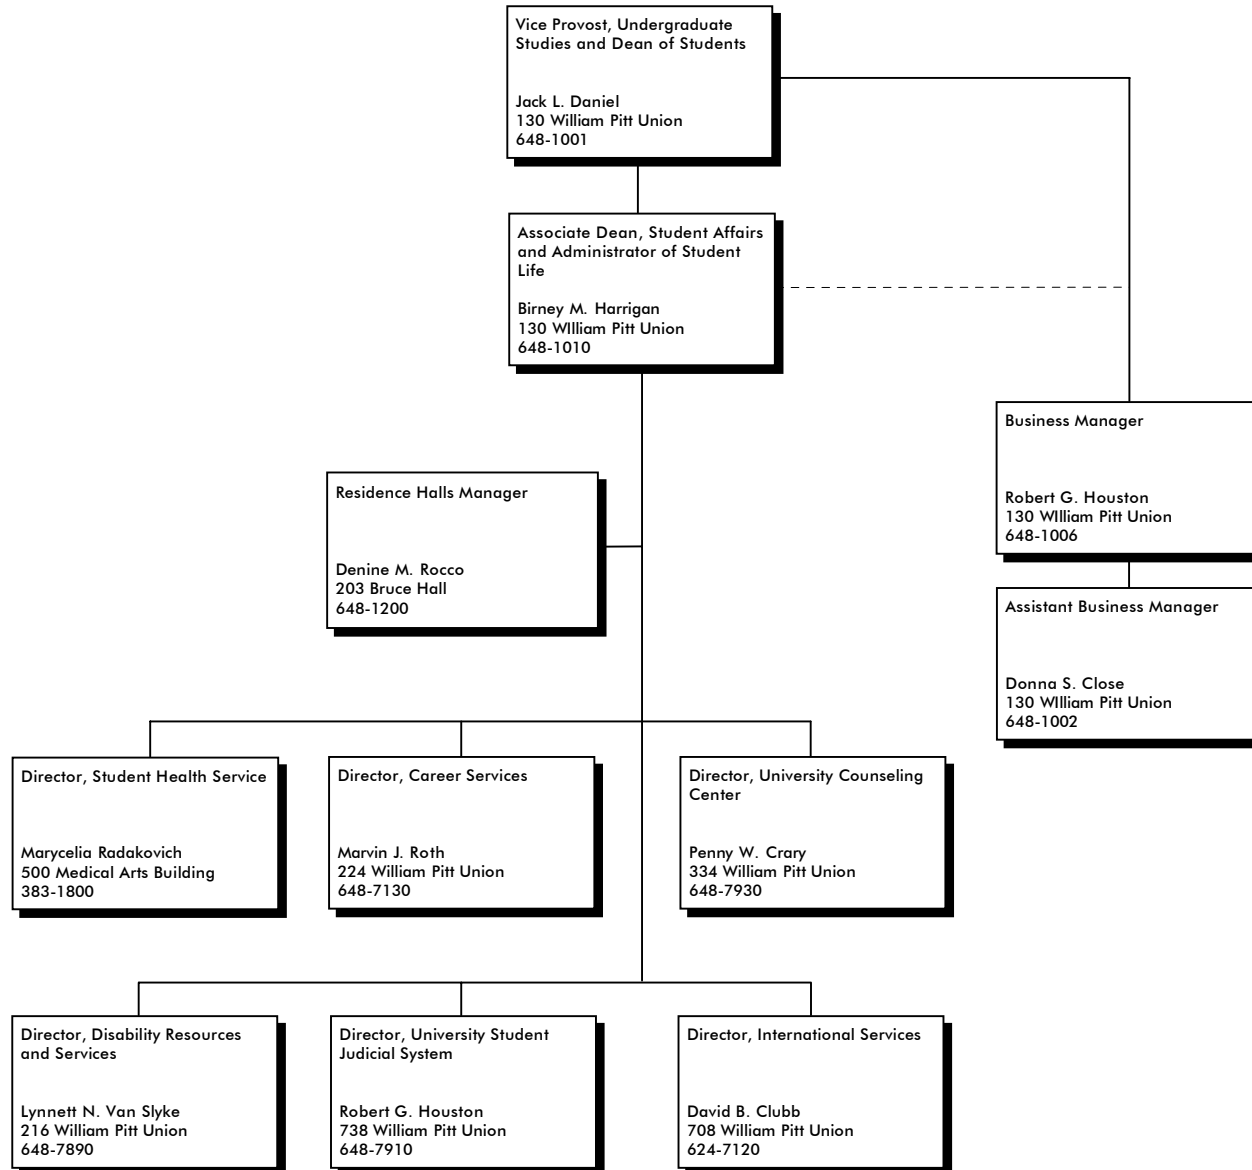 Vice Provost, Undergraduate
Studies and Dean of Students
Jack L. Daniel
130 William Pitt Union
648-1001
Associate Dean, Student Affairs
and Administrator of Student
Life
Birney M. Harrigan
130 WIlliam Pitt Union
648-1010
Business Manager
Robert G. Houston
130 WIlliam Pitt Union
648-1006
Residence Halls Manager
Denine M. Rocco
203 Bruce Hall
648-1200
Assistant Business Manager
Donna S. Close
130 WIlliam Pitt Union
648-1002
Director, Student Health Service
Marycelia Radakovich
500 Medical Arts Building
383-1800
Director, Career Services
Marvin J. Roth
224 William Pitt Union
648-7130
Director, University Counseling
Center
Penny W. Crary
334 William Pitt Union
648-7930
Director, Disability Resources
and Services
Lynnett N. Van Slyke
216 William Pitt Union
648-7890
Director, University Student
Judicial System
Robert G. Houston
738 William Pitt Union
648-7910
Director, International Services
David B. Clubb
708 William Pitt Union
624-7120